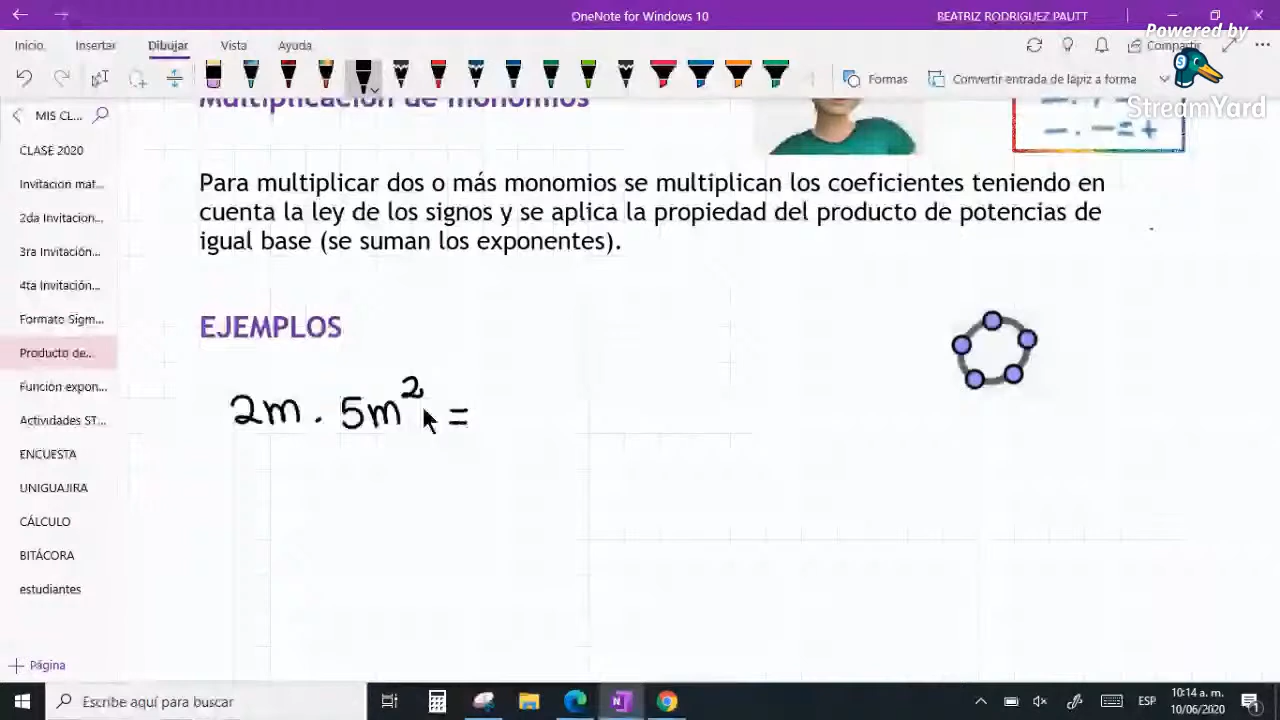 OneNote for Windows 10
BEATRIZ RODRIGUEZ PAUTT
Powered by
StreamYard
Inicio
Insertar
Dibujar
Vista
Ayuda
Compartir
Formas
Convertir entrada de lápiz a forma
MIS CL...
CLASE 2020
Invitacion mat...
2da Invitacion...
3ra Invitación...
4ta Invitación...
Formato Sigm...
Producto de...
Función expon...
Actividades ST...
ENCUESTA
UNIGUAJIRA
CÁLCULO
BITÁCORA
estudiantes
Página
Multiplicación de monomios
- . - = +
Para multiplicar dos o más monomios se multiplican los coeficientes teniendo en
cuenta la ley de los signos y se aplica la propiedad del producto de potencias de
igual base (se suman los exponentes).
EJEMPLOS
2m . 5m² =
Escribe aquí para buscar
ESP
10:14 a. m.
10/06/2020
1